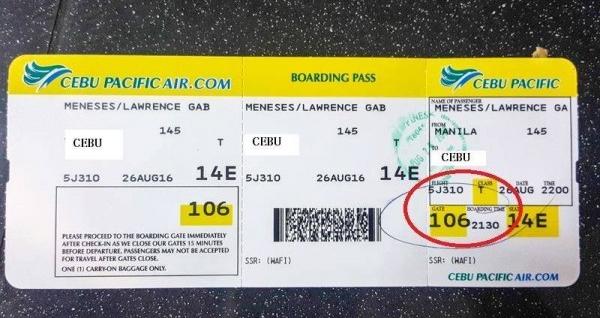 CEBU PACIFICAIR.COM
MENESES/LAWRENCE GAB
145
CEBU
T
5J310 26AUG16 14E
106
PLEASE PROCEED TO THE BOARDING GATE IMMEDIATELY
AFTER CHECK-IN AS WE CLOSE OUR GATES 15 MINUTES
BEFORE DEPARTURE. PASSENGERS MAY NOT BE ACCEPTED
FOR TRAVEL AFTER GATES CLOSE.
ONE (1) CARRY-ON BAGGAGE ONLY.
BOARDING PASS
MENESES/LAWRENCE GAB
145
CEBU
T
5J310 26AUG16 14E
SSR: (WAFI)
CEBU PACIFIC
NAME OF PASSENGER
MENESES/LAWRENCE GA
FROM
MANILA 145
TO
CEBU
FLIGHT CLASS DATE TIME
5J310 T 26AUG 2200
GATE BOARDING TIME SEAT
106 2130 14E
SSR: (WAFI)
CEBU PACIFICAIR.COM